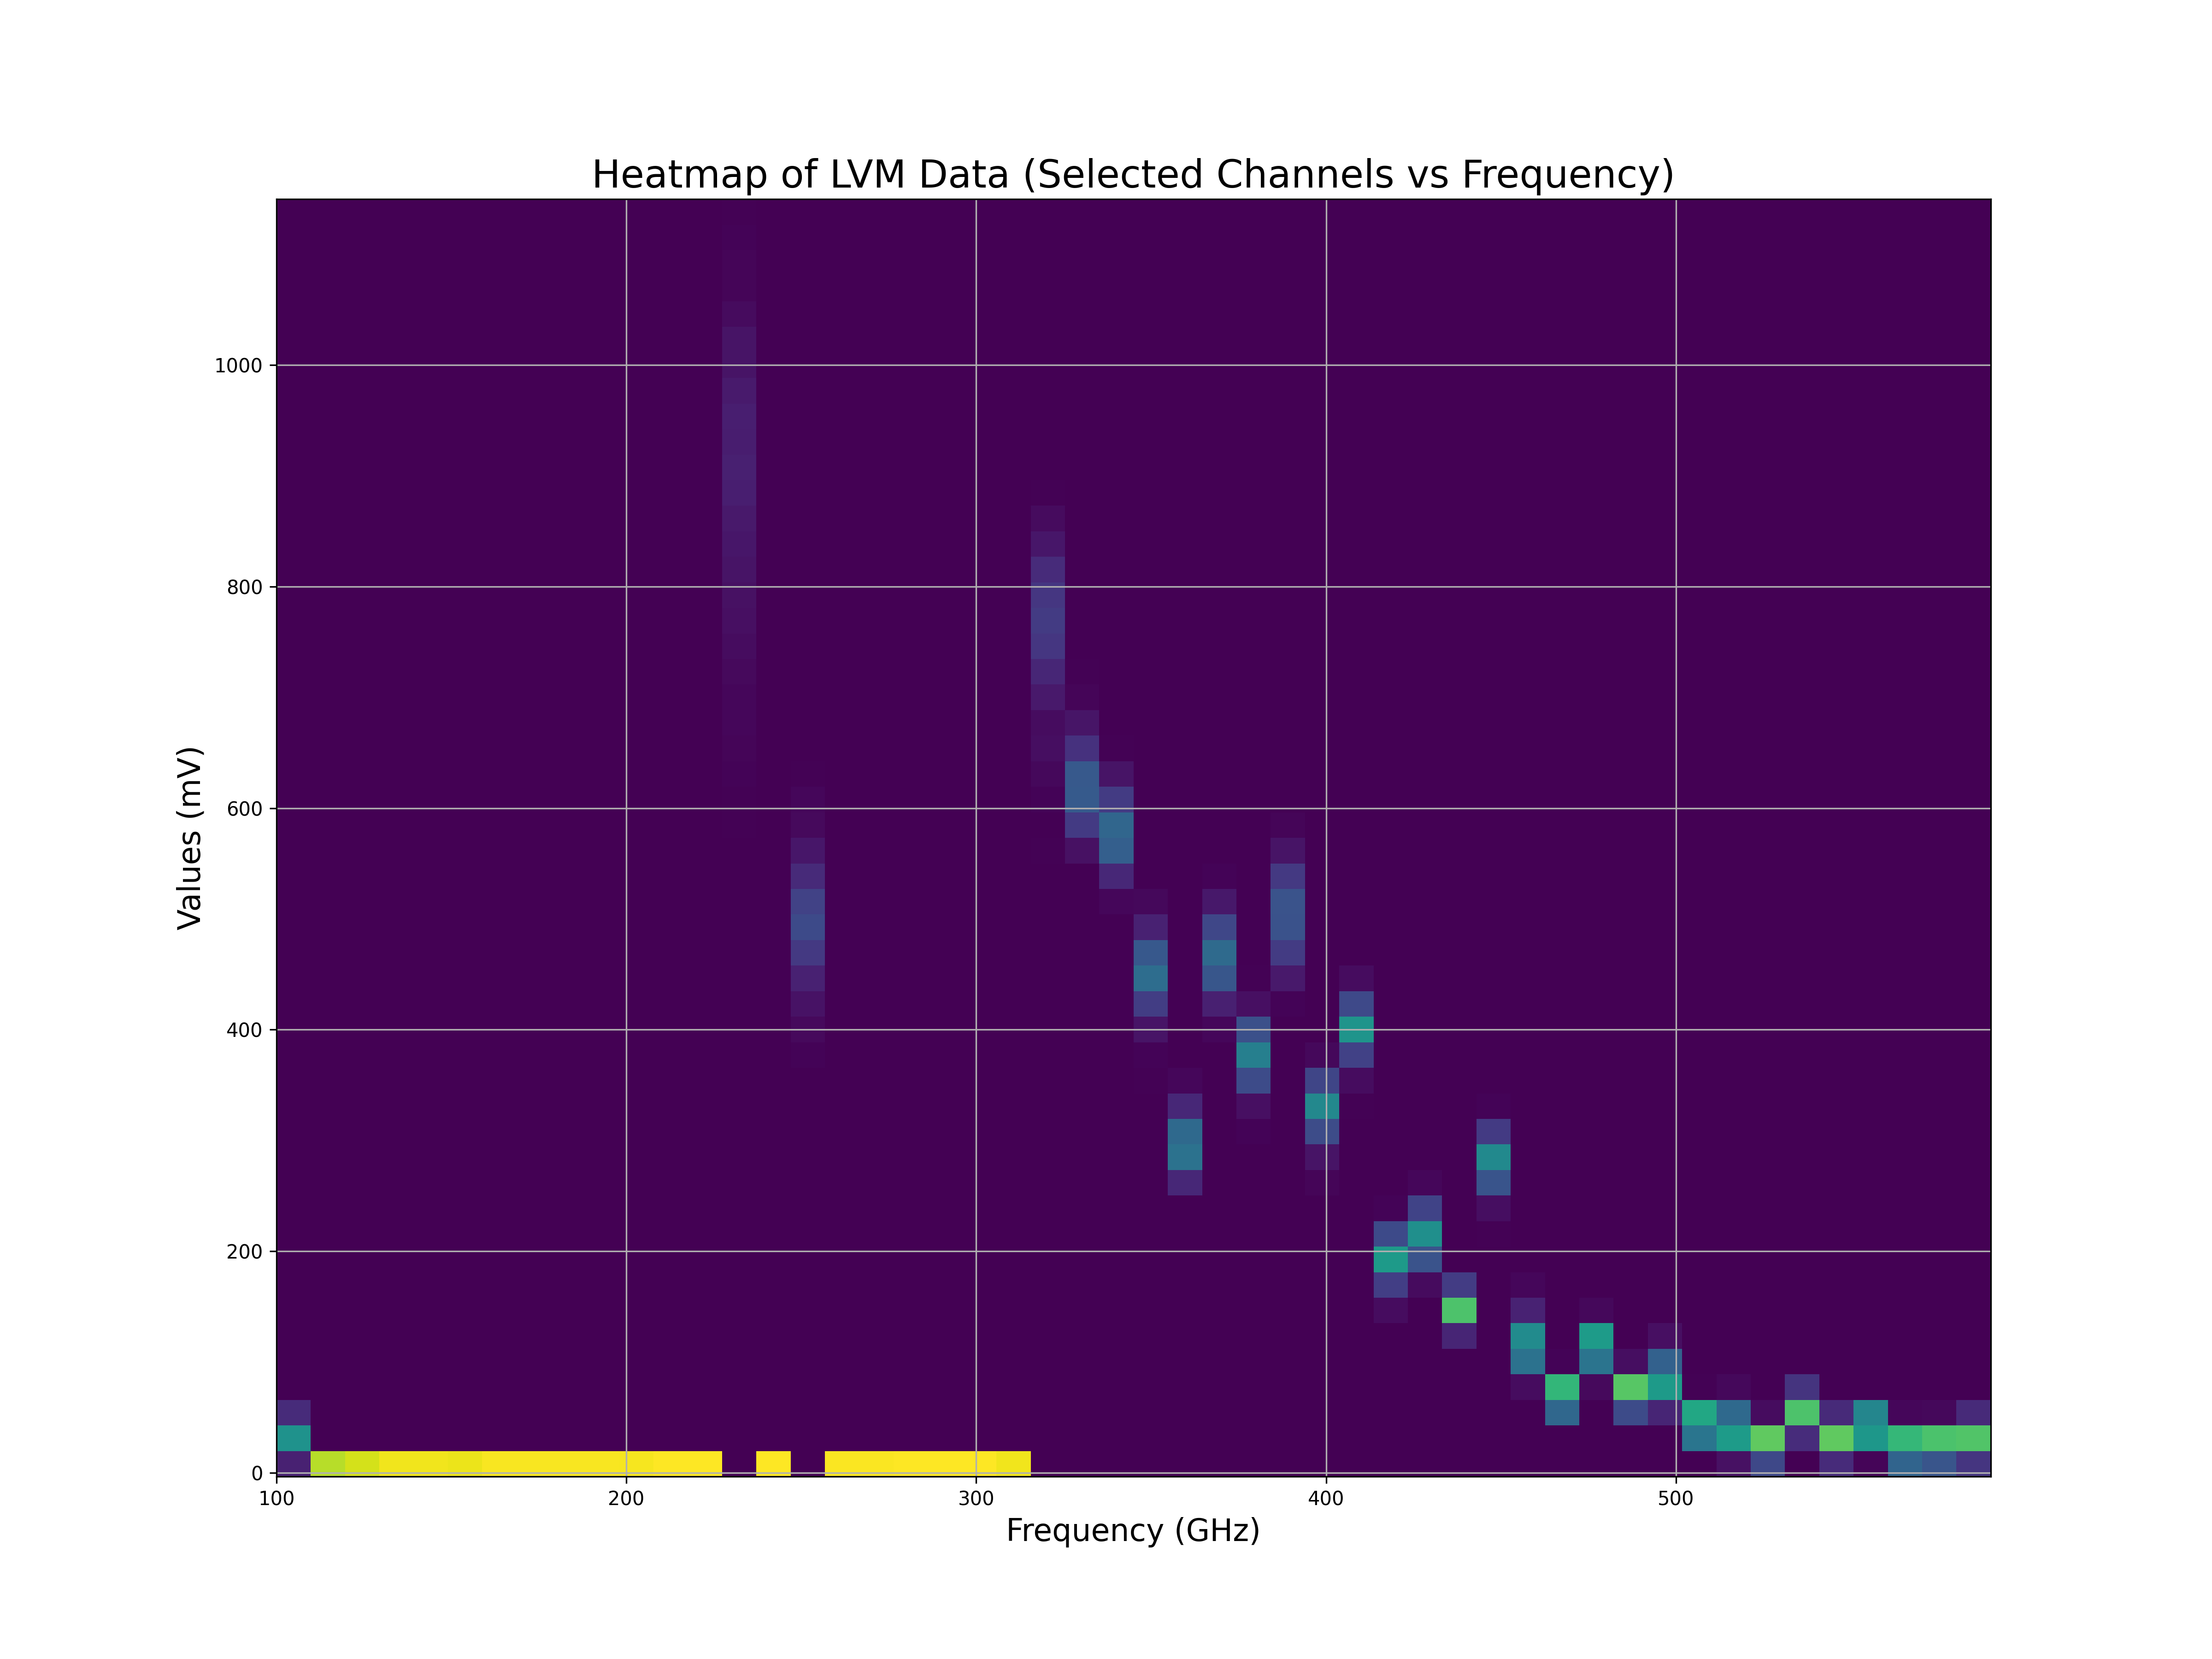 Heatmap of LVM Data (Selected Channels vs Frequency)
1000
800
600
400
200
0
Values (mV)
100 200 300 400 500
Frequency (GHz)